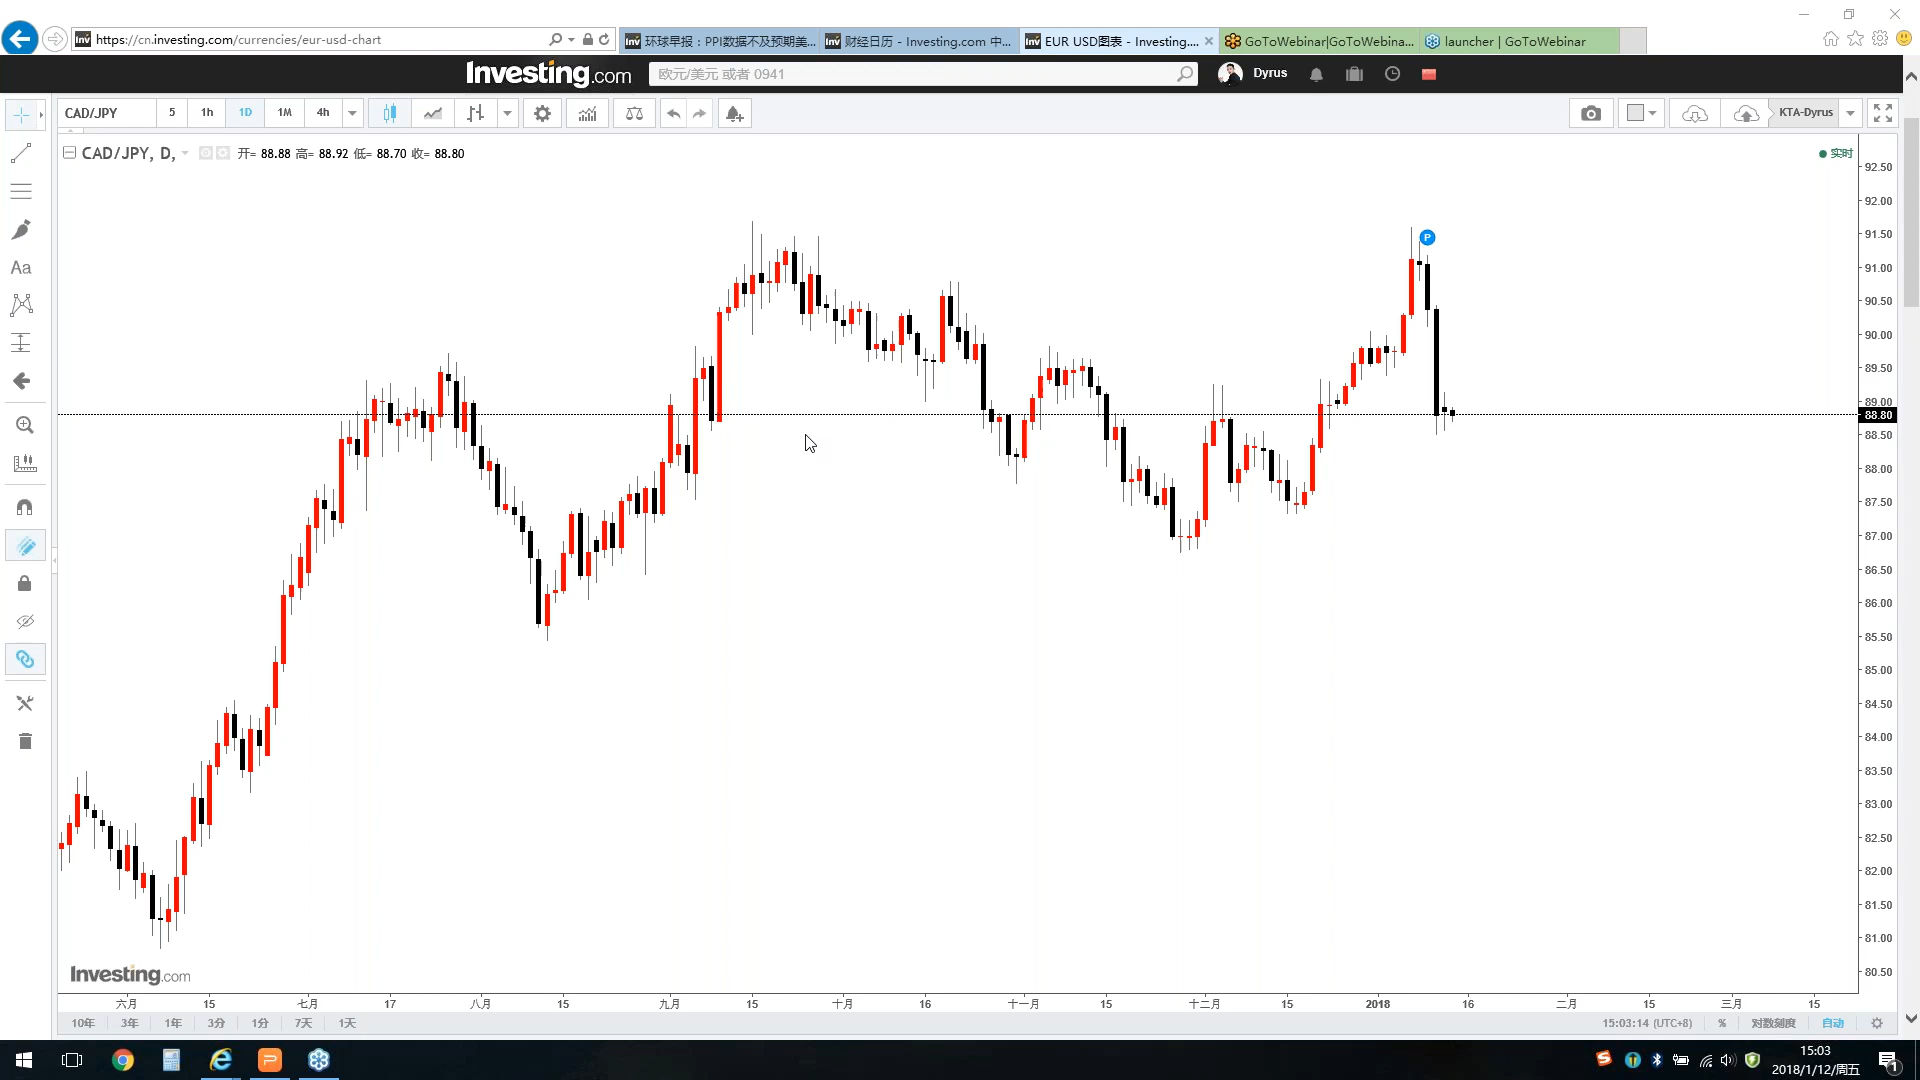 https://cn.investing.com/currencies/eur-usd-chart
环球早报：PPI数据不及预期美...
财经日历 - Investing.com 中...
EUR USD图表 - Investing....
GoToWebinar|GoToWebina...
launcher | GoToWebinar
Investing.com
欧元/美元 或者 0941
Dyrus
CAD/JPY
5
1h
1D
1M
4h
KTA-Dyrus
CAD/JPY, D,
开= 88.88 高= 88.92 低= 88.70 收= 88.80
实时
Aa
P
92.50
92.00
91.50
91.00
90.50
90.00
89.50
89.00
88.80
88.50
88.00
87.50
87.00
86.50
86.00
85.50
85.00
84.50
84.00
83.50
83.00
82.50
82.00
81.50
81.00
80.50
Investing.com
六月 15 七月 17 八月 15 九月 15 十月 16 十一月 15 十二月 15 2018 16 二月 15 三月 15
10年 3年 1年 3分 1分 7天 1天
15:03:14 (UTC+8) % 对数刻度 自动
15:03
2018/1/12/周五
1